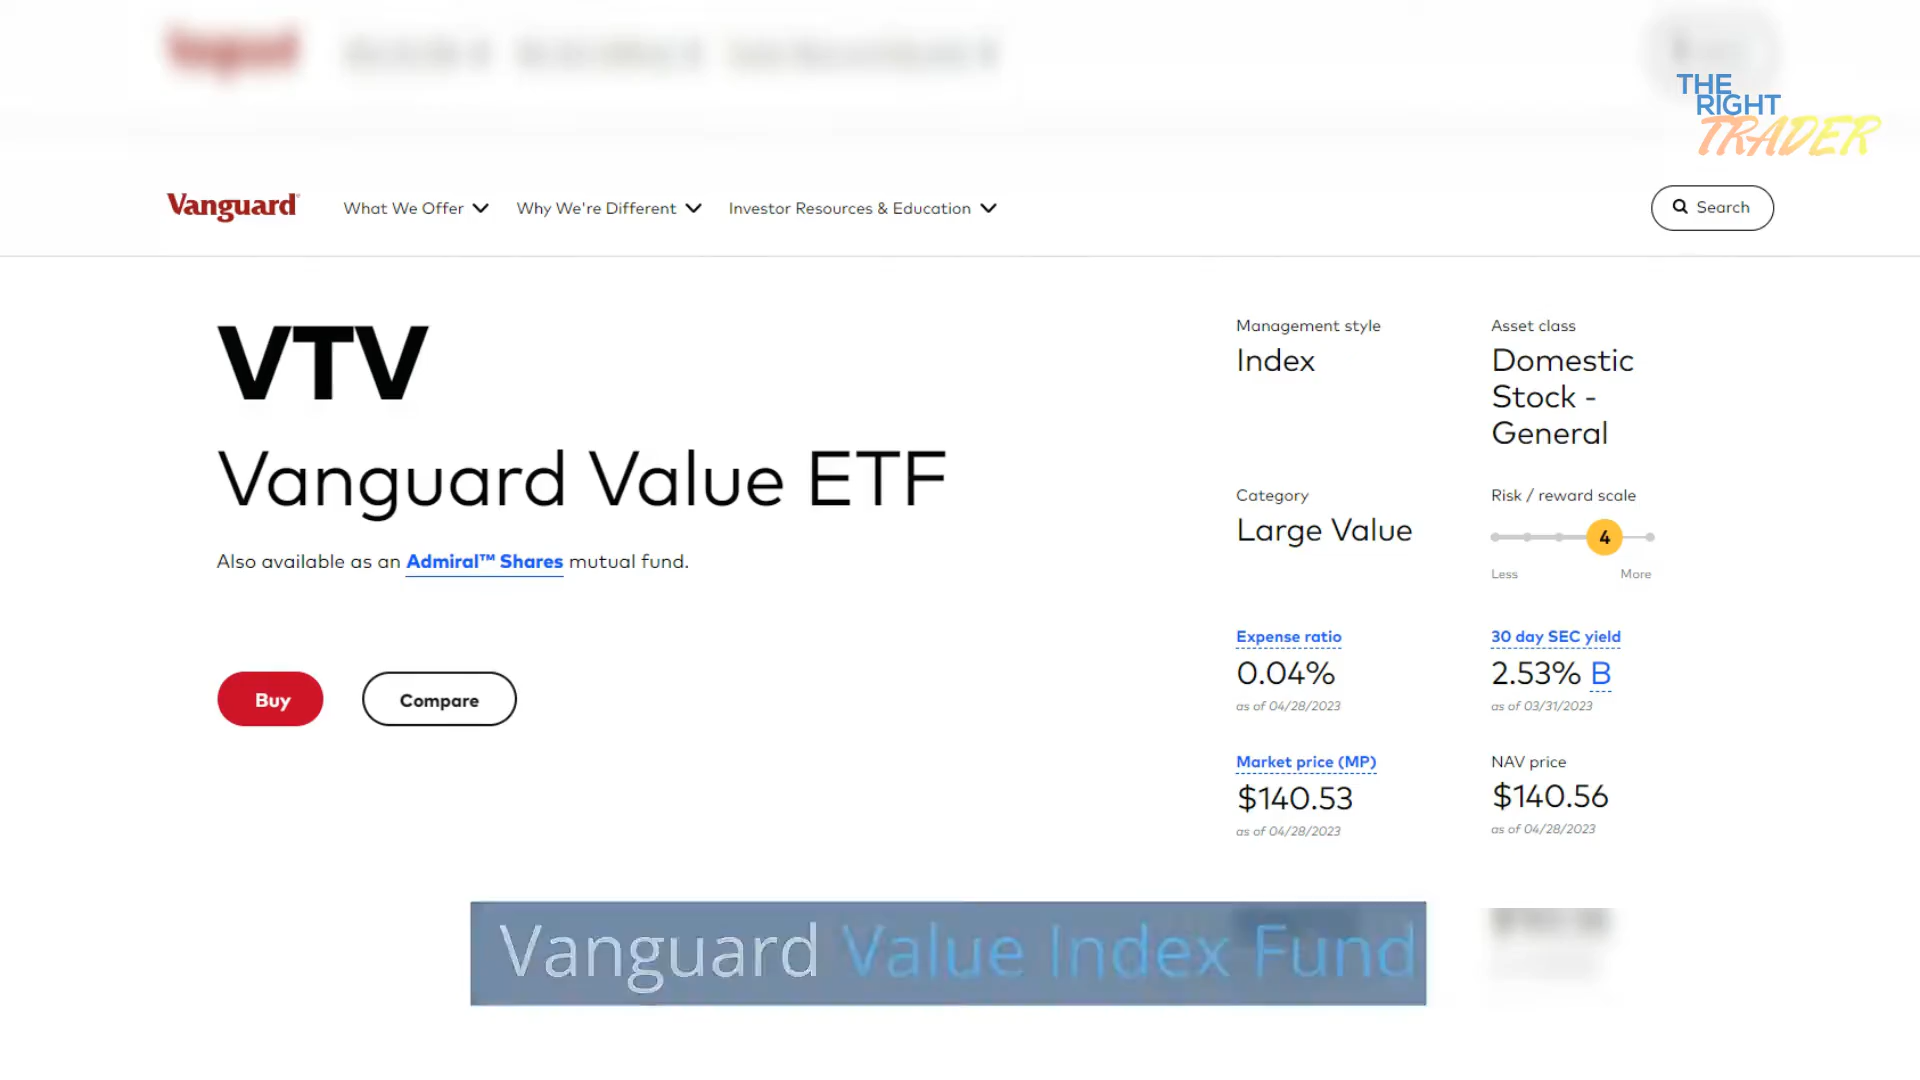 THE
RIGHT
TRADER
Vanguard
What We Offer
Why We're Different
Investor Resources & Education
Search
VTV
Vanguard Value ETF
Also available as an Admiral™ Shares mutual fund.
Buy
Compare
Management style
Index
Asset class
Domestic
Stock -
General
Category
Large Value
Risk / reward scale
4
Less
More
Expense ratio
0.04%
as of 04/28/2023
30 day SEC yield
2.53% B
as of 03/31/2023
Market price (MP)
$140.53
as of 04/28/2023
NAV price
$140.56
as of 04/28/2023
Vanguard Value Index Fund